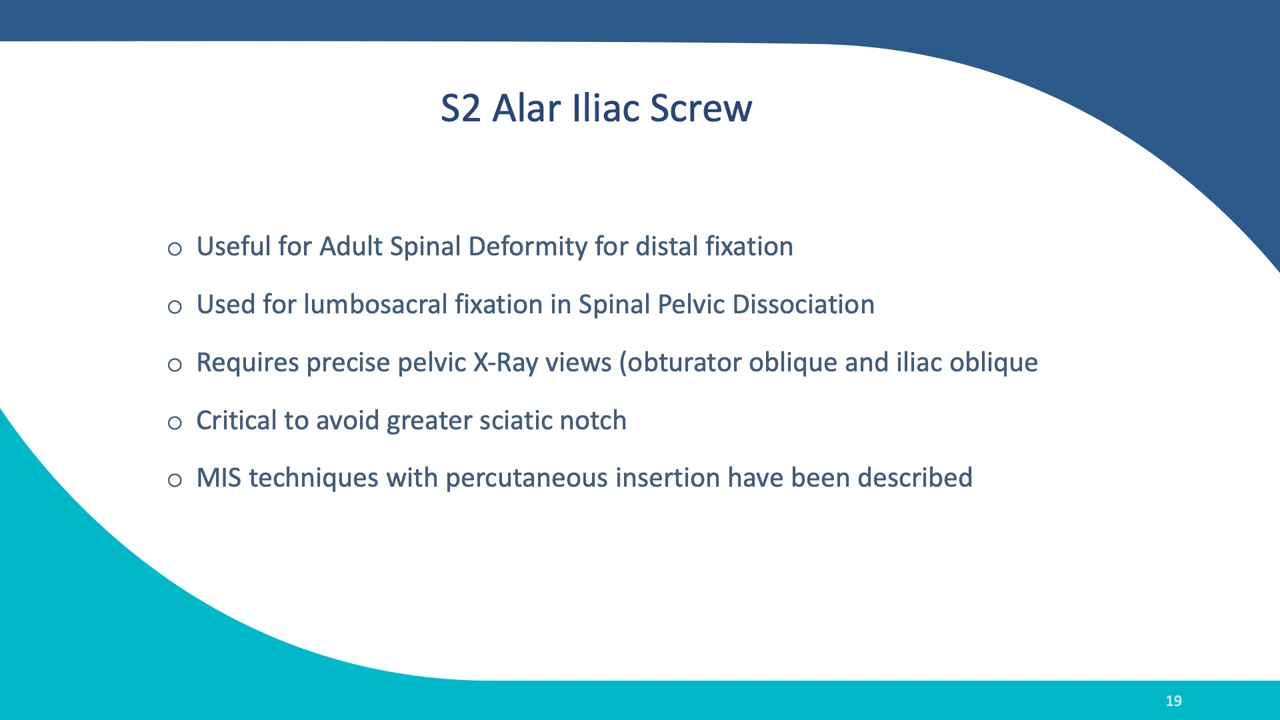 S2 Alar Iliac Screw
o Useful for Adult Spinal Deformity for distal fixation
o Used for lumbosacral fixation in Spinal Pelvic Dissociation
o Requires precise pelvic X-Ray views (obturator oblique and iliac oblique
o Critical to avoid greater sciatic notch
o MIS techniques with percutaneous insertion have been described
19